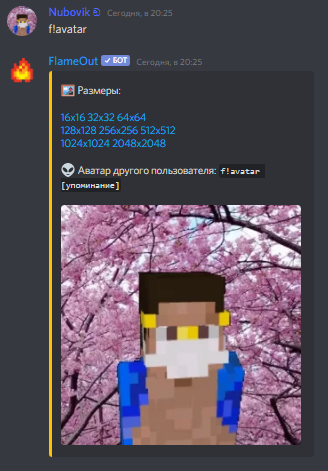 Nubovik Сегодня, в 20:25
f!avatar
FlameOut ✓ БОТ Сегодня, в 20:25
Размеры:
16x16 32x32 64x64
128x128 256x256 512x512
1024x1024 2048x2048
Аватар другого пользователя: f!avatar
[упоминание]